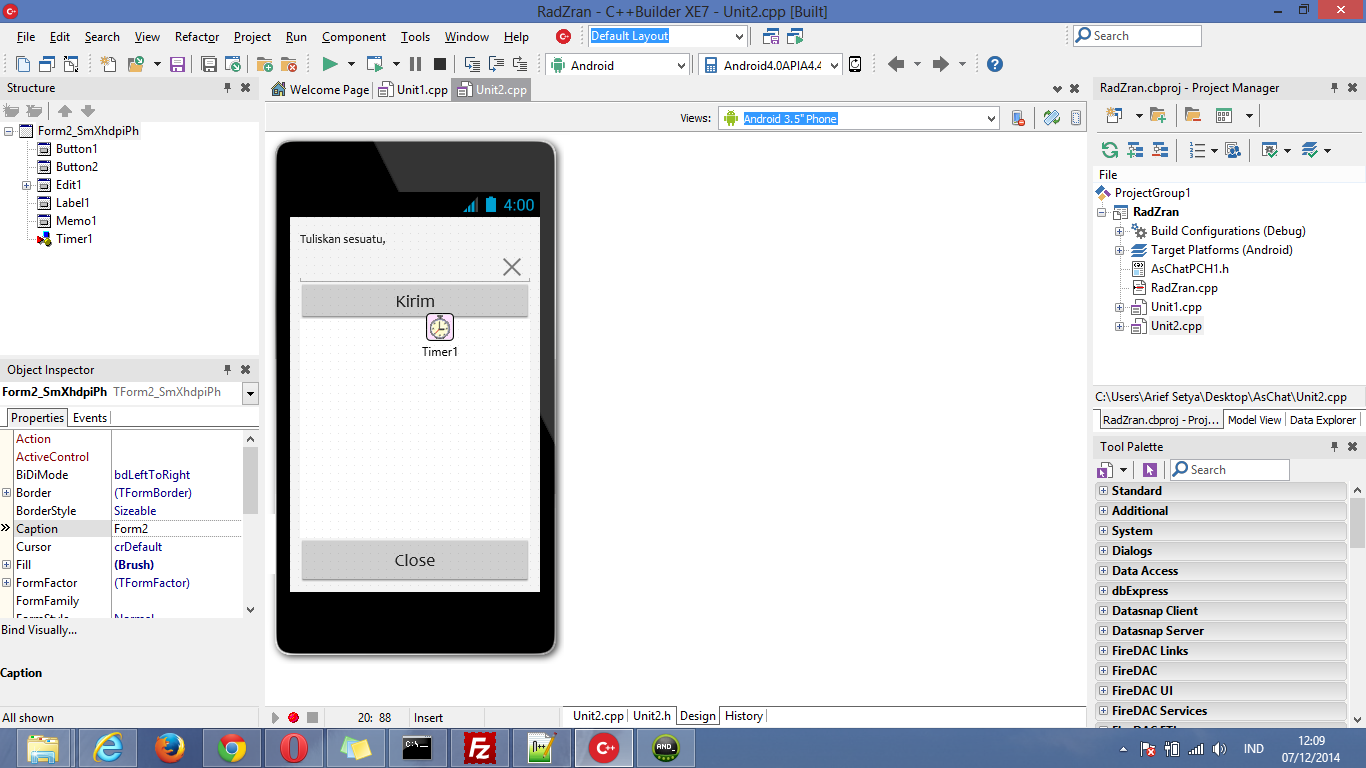 RadZran - C++Builder XE7 - Unit2.cpp [Built]
File Edit Search View Refactor Project Run Component Tools Window Help Default Layout Search
Android Android4.0APIA4.4
Structure
Form2_SmXhdpiPh
Button1
Button2
Edit1
Label1
Memo1
Timer1
Object Inspector
Form2_SmXhdpiPh TForm2_SmXhdpiPh
Properties Events
Action
ActiveControl
BiDiMode bdLeftToRight
Border (TFormBorder)
BorderStyle Sizeable
Caption Form2
Cursor crDefault
Fill (Brush)
FormFactor (TFormFactor)
FormFamily
FormStyle Normal
Bind Visually...
Caption
All shown
Welcome Page Unit1.cpp Unit2.cpp
Views: Android 3.5" Phone
4:00
Tuliskan sesuatu,
Kirim
Timer1
Close
20: 88 Insert Unit2.cpp Unit2.h Design History
RadZran.cbproj - Project Manager
File
ProjectGroup1
RadZran
Build Configurations (Debug)
Target Platforms (Android)
AsChatPCH1.h
RadZran.cpp
Unit1.cpp
Unit2.cpp
C:\Users\Arief Setya\Desktop\AsChat\Unit2.cpp
RadZran.cbproj - Proj... Model View Data Explorer
Tool Palette
Search
Standard
Additional
System
Dialogs
Data Access
dbExpress
Datasnap Client
Datasnap Server
FireDAC Links
FireDAC
FireDAC UI
FireDAC Services
C:\_
Fz
AND_
IND
12:09
07/12/2014